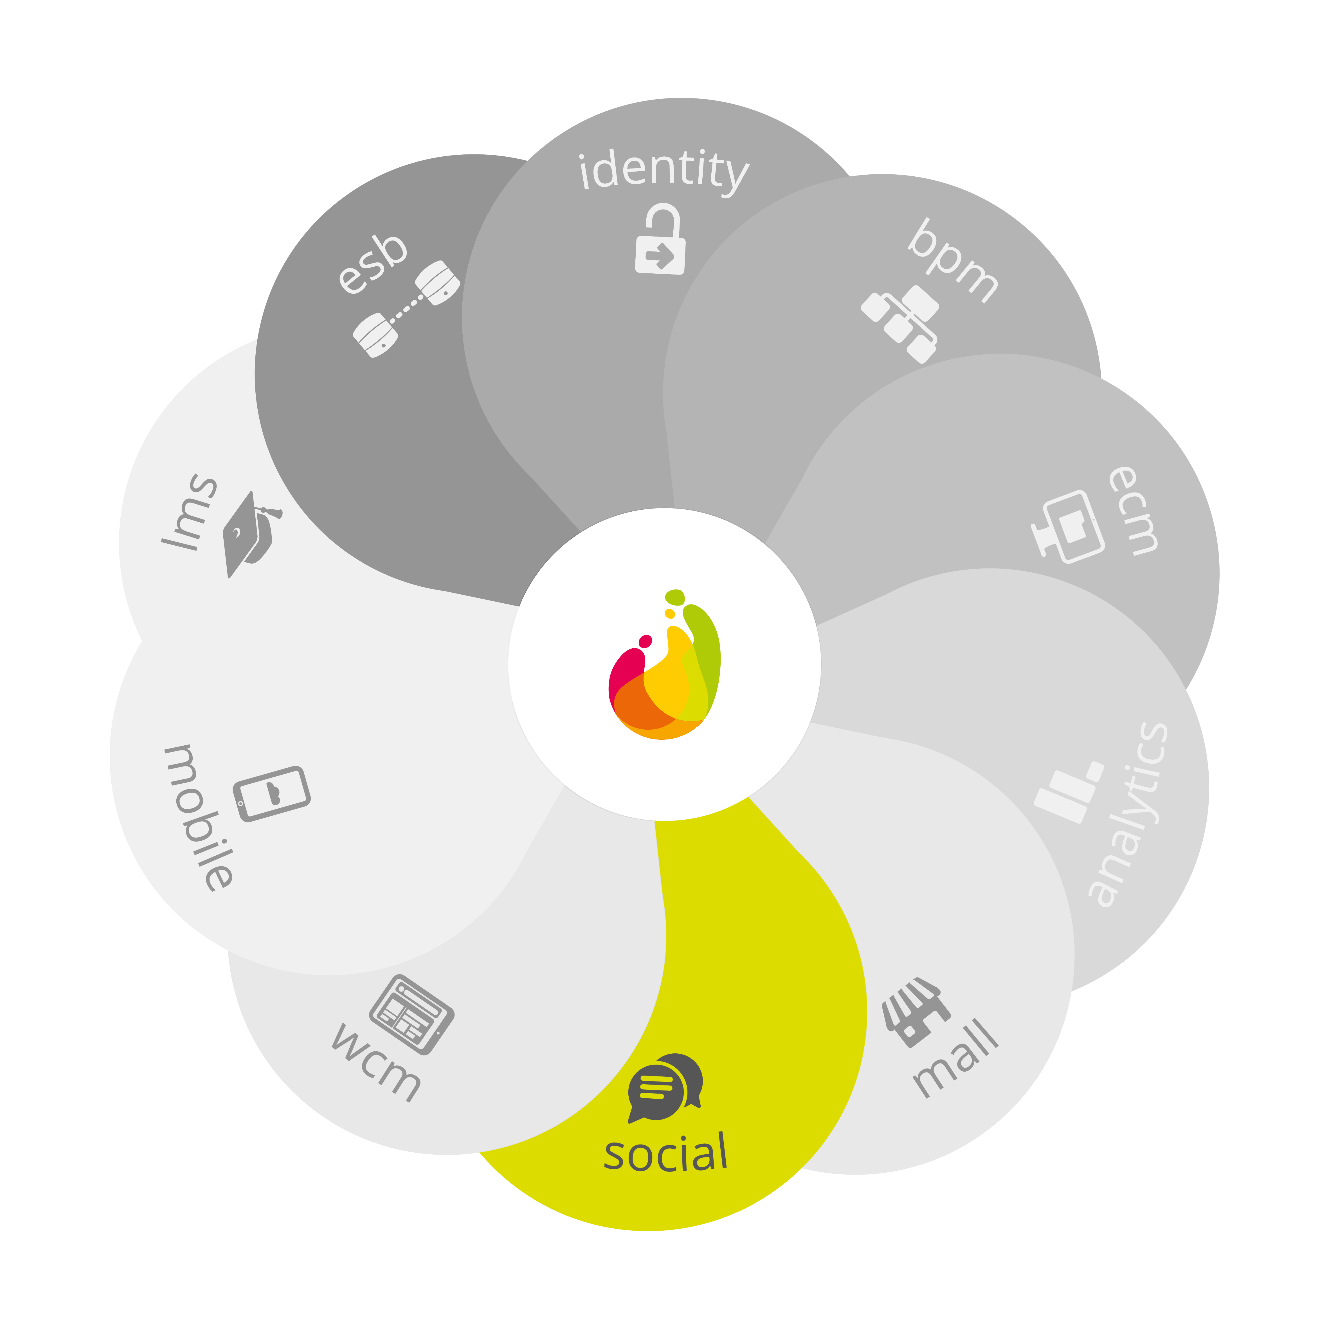 identity
bpm
ecm
analytics
mall
social
wcm
mobile
lms
esb